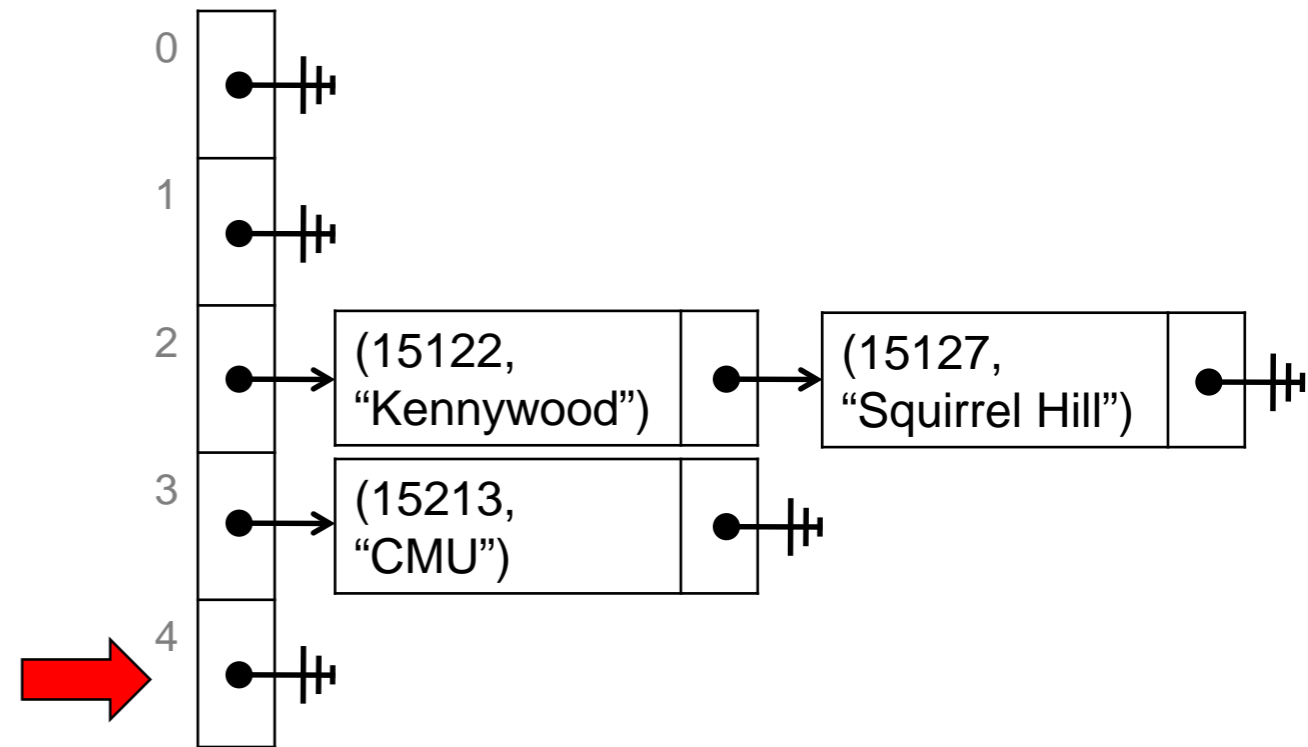 0
1
2
(15122,
“Kennywood”)
(15127,
“Squirrel Hill”)
3
(15213,
“CMU”)
4